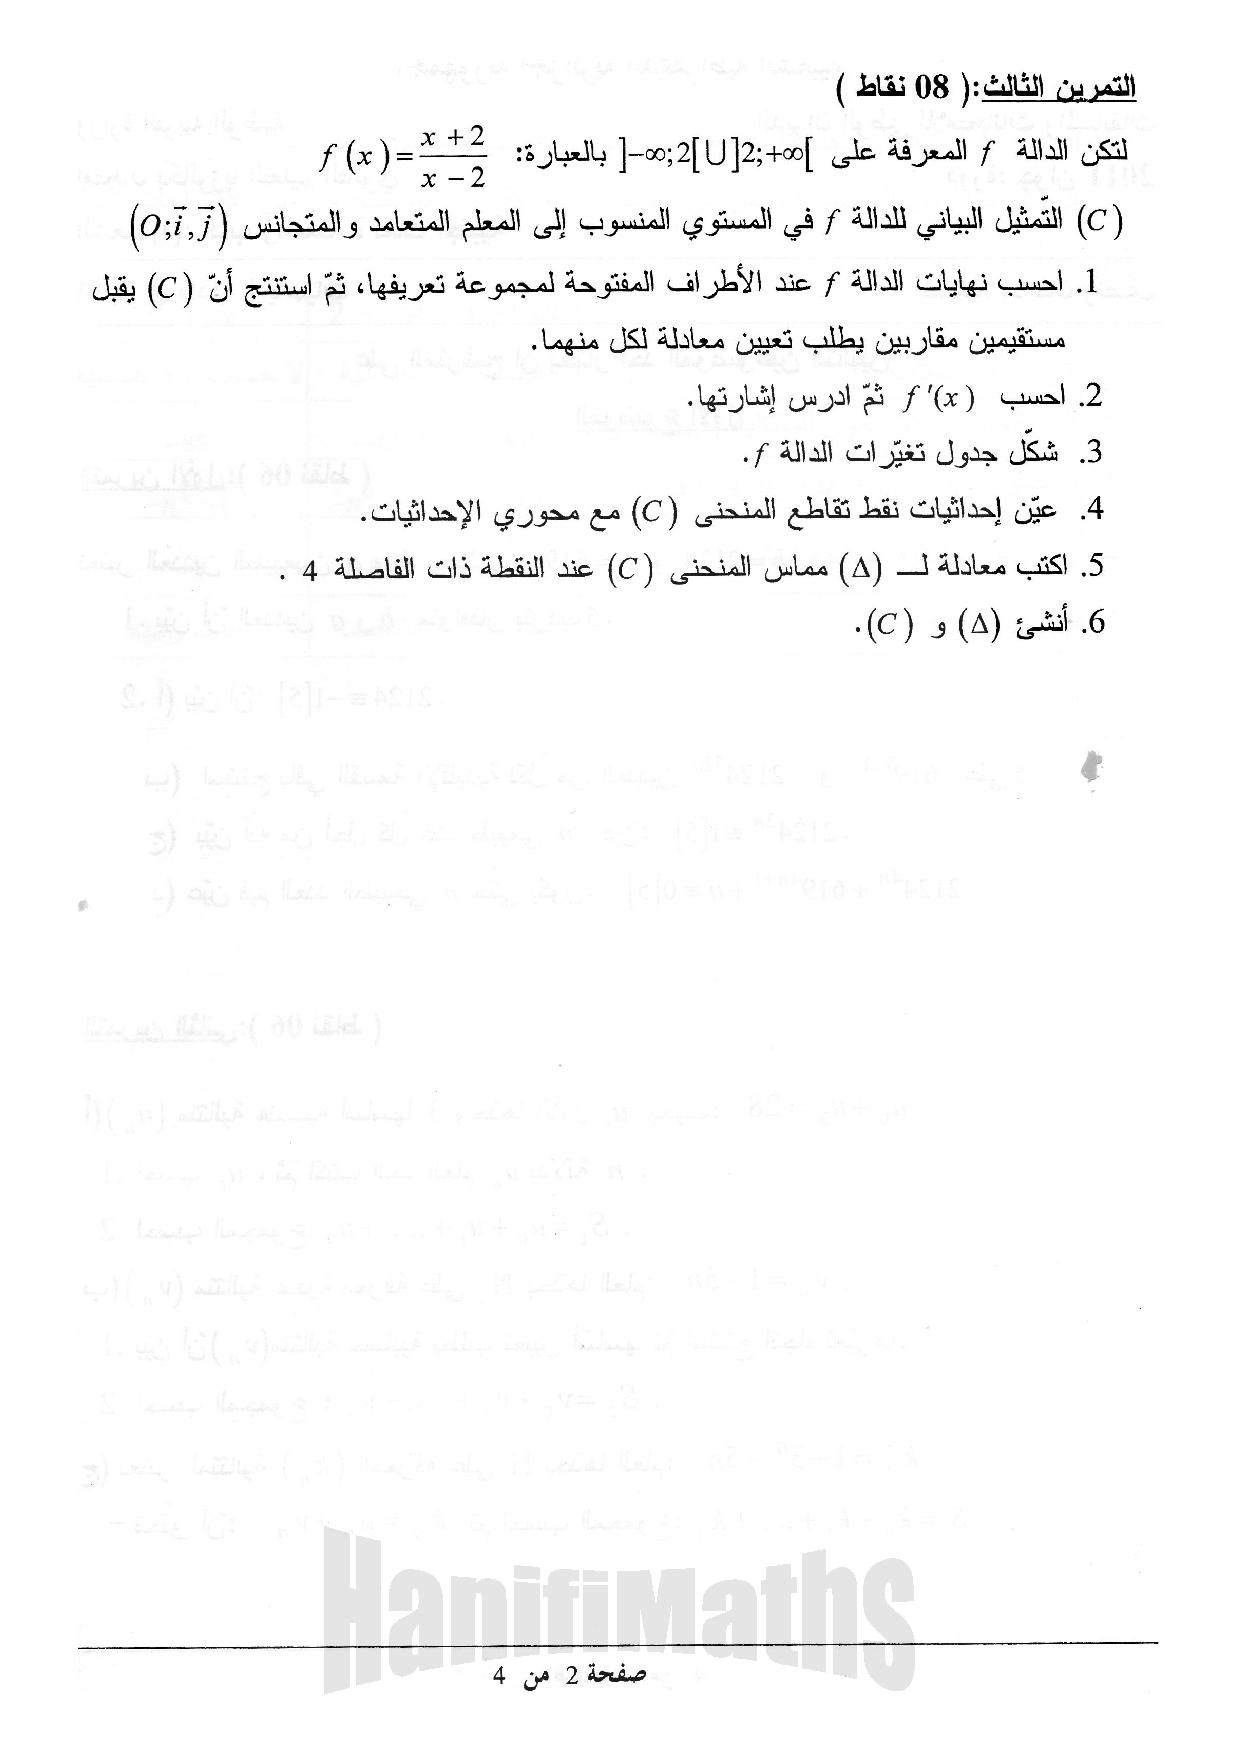 التمرين الثالث:( 08 نقاط )
لتكن الدالة f المعرفة على ]−∞;2[∪]2;+∞[ بالعبارة: f(x)=(x+2)/(x−2)
(C) التّمثيل البياني للدالة f في المستوي المنسوب إلى المعلم المتعامد والمتجانس (O;i⃗,j⃗)
1. احسب نهايات الدالة f عند الأطراف المفتوحة لمجموعة تعريفها، ثمّ استنتج أنّ (C) يقبل
مستقيمين مقاربين يطلب تعيين معادلة لكل منهما.
2. احسب f'(x) ثمّ ادرس إشارتها.
3. شكّل جدول تغيّرات الدالة f.
4. عيّن إحداثيات نقط تقاطع المنحنى (C) مع محوري الإحداثيات.
5. اكتب معادلة لـ (Δ) مماس المنحنى (C) عند النقطة ذات الفاصلة 4 .
6. أنشئ (Δ) و (C).
HanifiMaths
صفحة 2 من 4